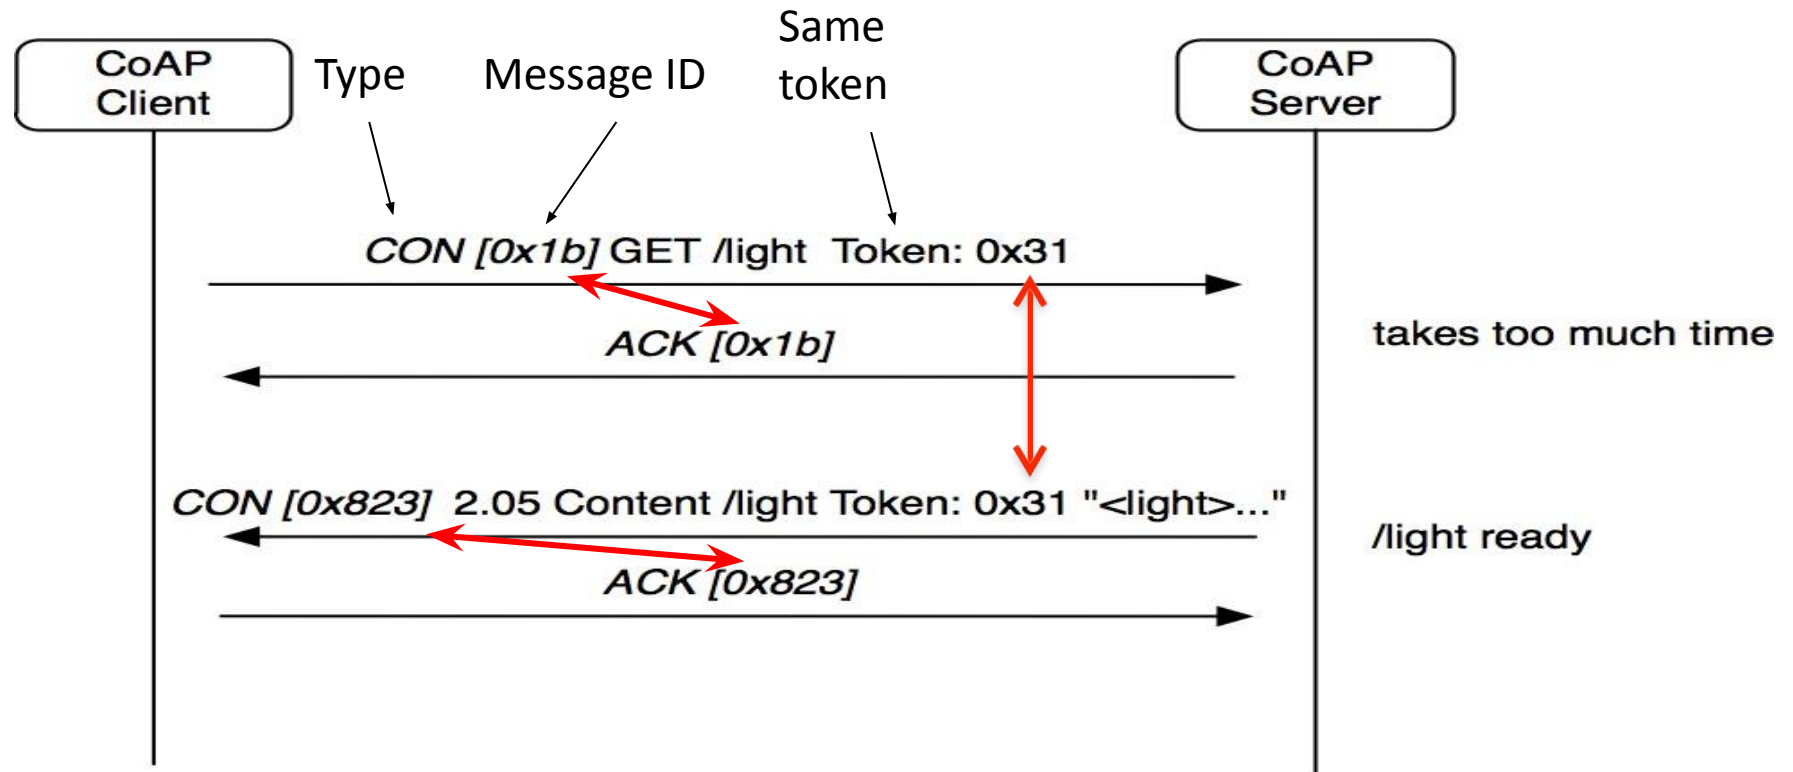 CoAP
Client
Type
Message ID
Same
token
CoAP
Server
CON [0x1b] GET /light Token: 0x31
ACK [0x1b]
takes too much time
CON [0x823] 2.05 Content /light Token: 0x31 "<light>..."
/light ready
ACK [0x823]